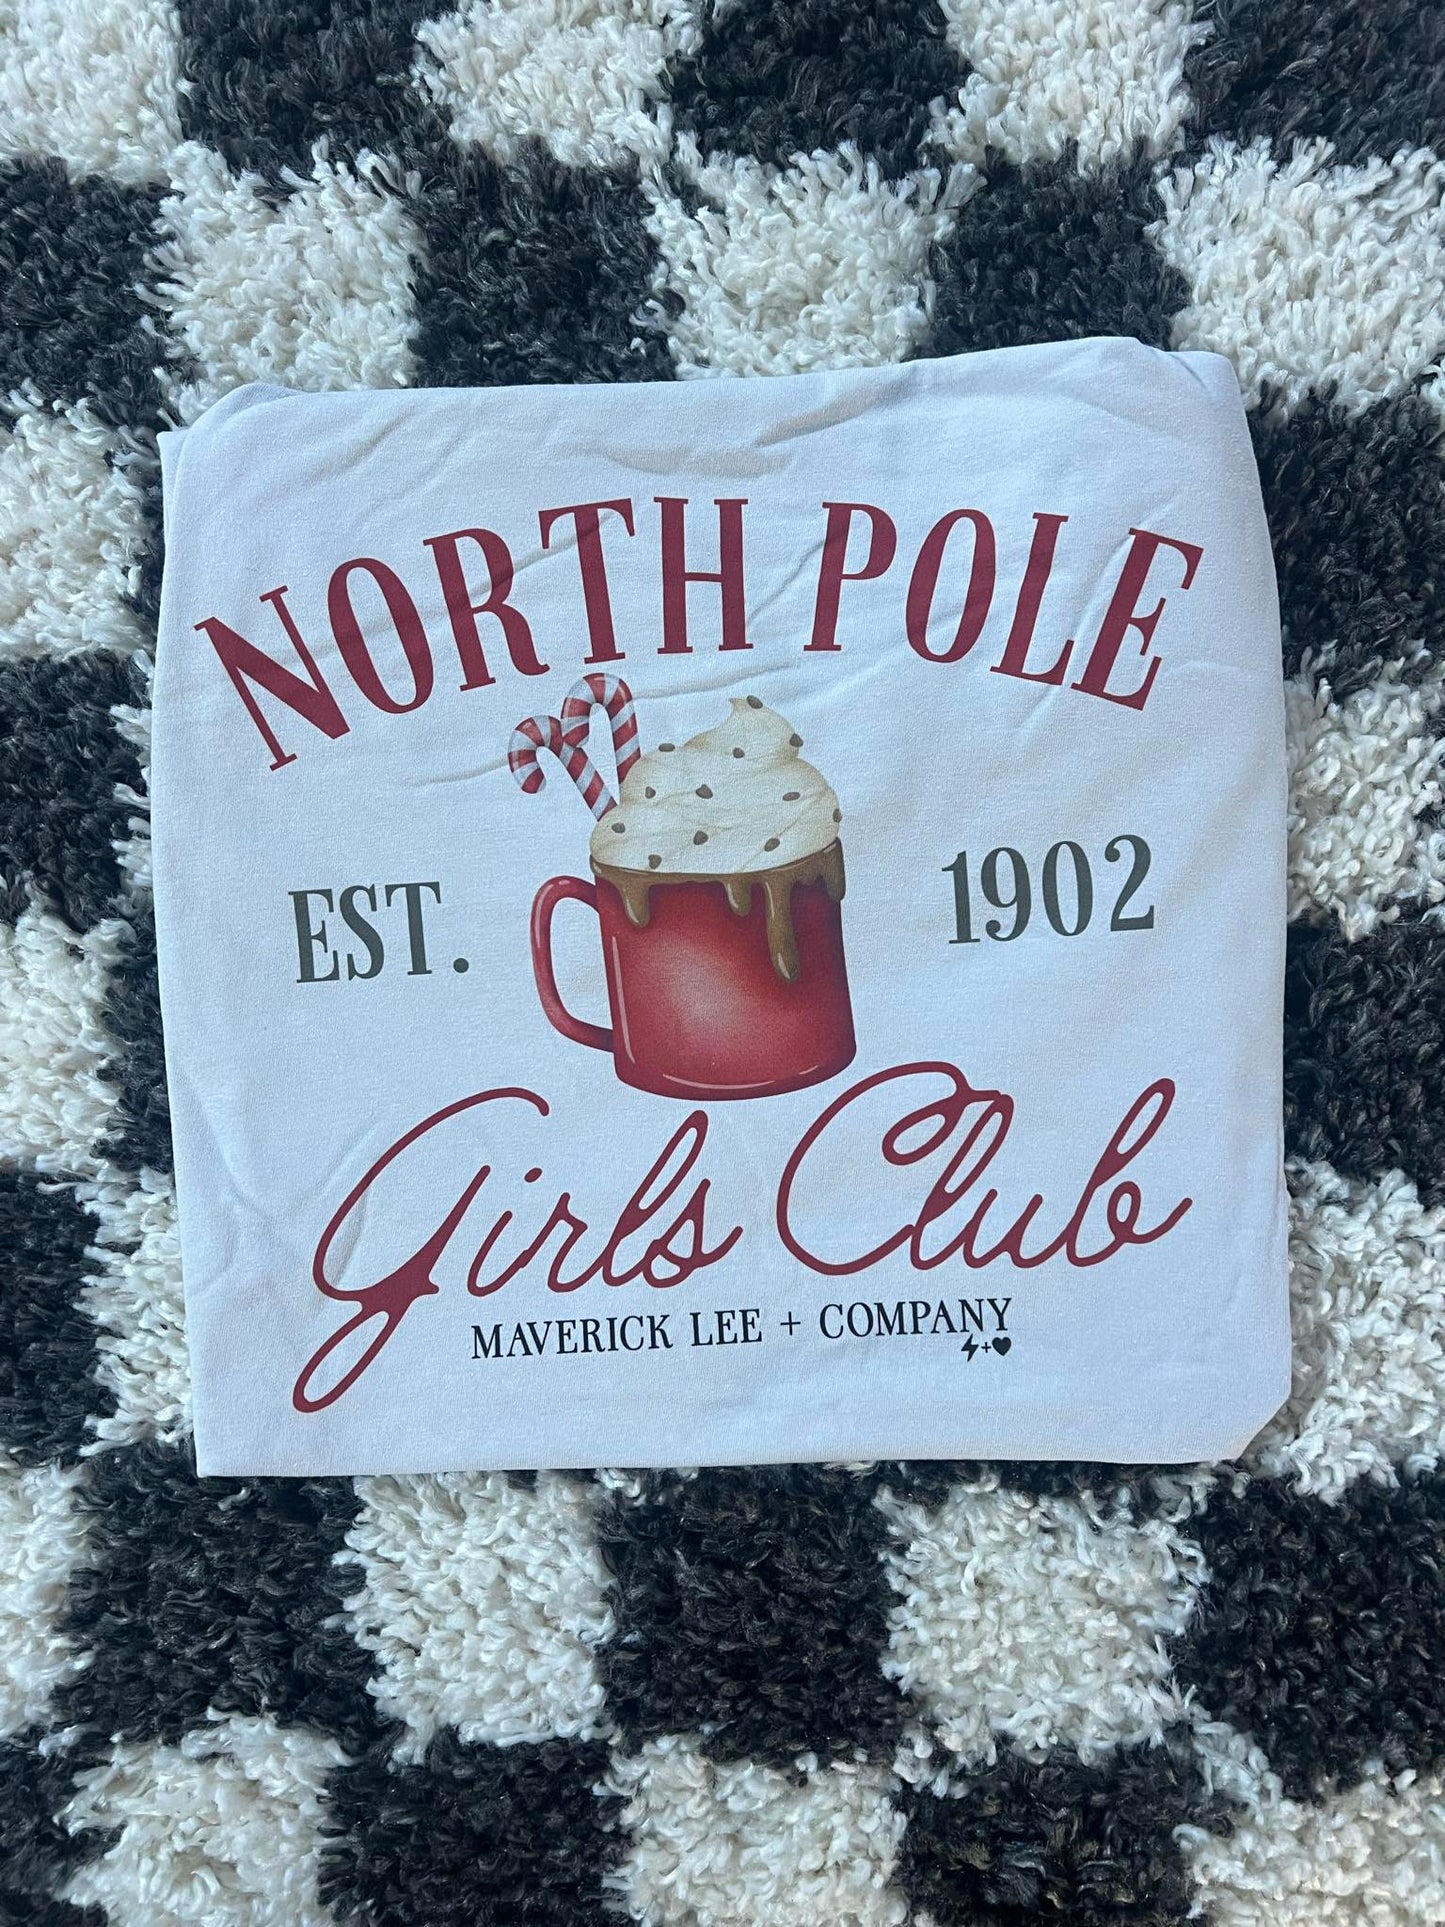 NORTH POLE
EST. 1902
Girls Club
MAVERICK LEE + COMPANY